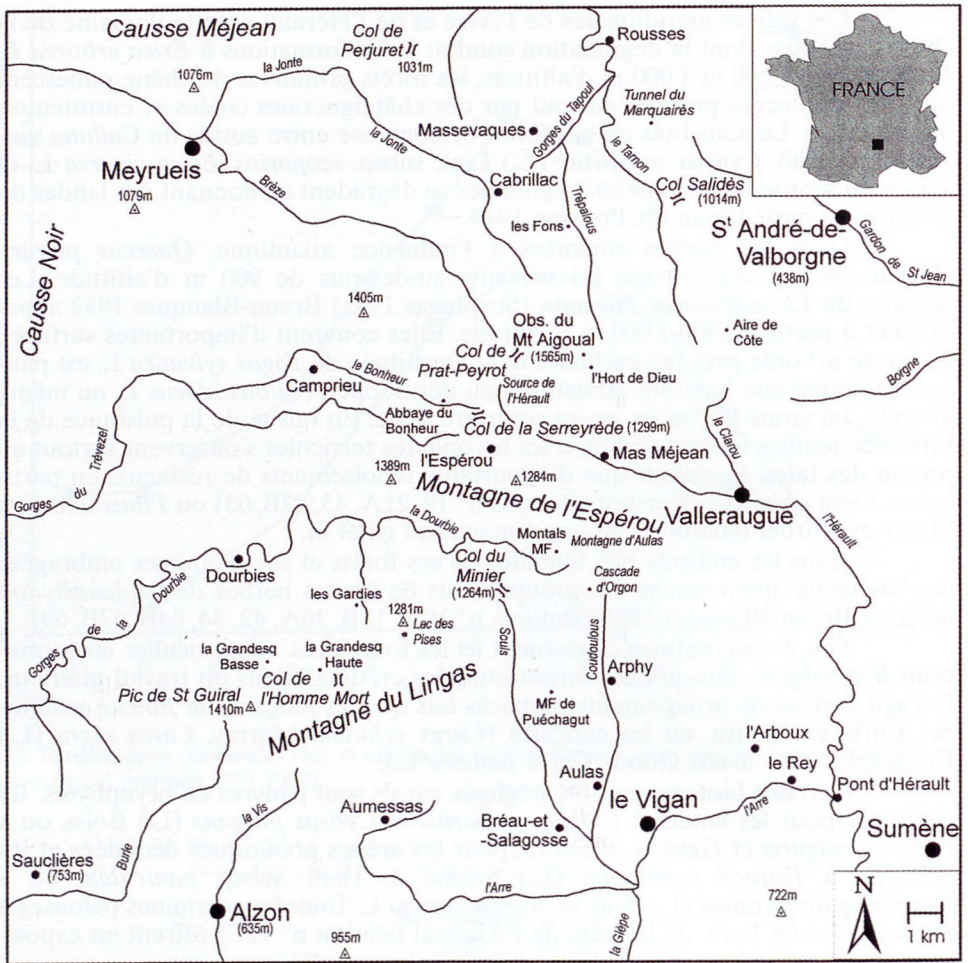 Causse Méjean
Col de
Perjuret
1031m
Rousses
1076m
la Jonte
Tunnel du
Marquairès
FRANCE
Massevaques
Gorges du Tapoul
le Tarnon
la Jonte
Meyrueis
1079m
Brèze
Cabrillac
Trébalous
les Fons
Col Salidès
(1014m)
St André-de-
Valborgne
(438m)
Gardon de St Jean
Causse Noir
1405m
Obs. du
Mt Aigoual
(1565m)
Aire de
Côte
Col de
Prat-Peyrot
Hort de Dieu
Borgne
la Bonheur
Camprieu
Source de
l'Hérault
Abbaye du
Bonheur
Col de la Serreyrède (1299m)
le Clarou
Gorges du Trévezel
1389m
l'Espérou
1264m
Mas Méjean
Montagne de l'Espérou
Valleraugue
l'Hérault
la Dourbie
Montals
MF
Montagne d'Aulas
Dourbies
Col du
Minier
(1264m)
Cascade
d'Orgon
Gorges de la Dourbie
les Gardies
1281m
Lac des
Pises
Souls
Coudoulous
la Grandesq
Basse
la Grandesq
Haute
Arphy
Pic de St Guiral
1410m
Col de
l'Homme Mort
Montagne du Lingas
MF de
Puéchagut
l'Arboux
le Rey
Aulas
Pont d'Hérault
la Vis
Aumessas
Bréau-et
-Salagosse
le Vigan
l'Arre
Sumène
Sauclières
(753m)
Alzon
(635m)
l'Arre
la Glèpe
722m
955m
N
1 km